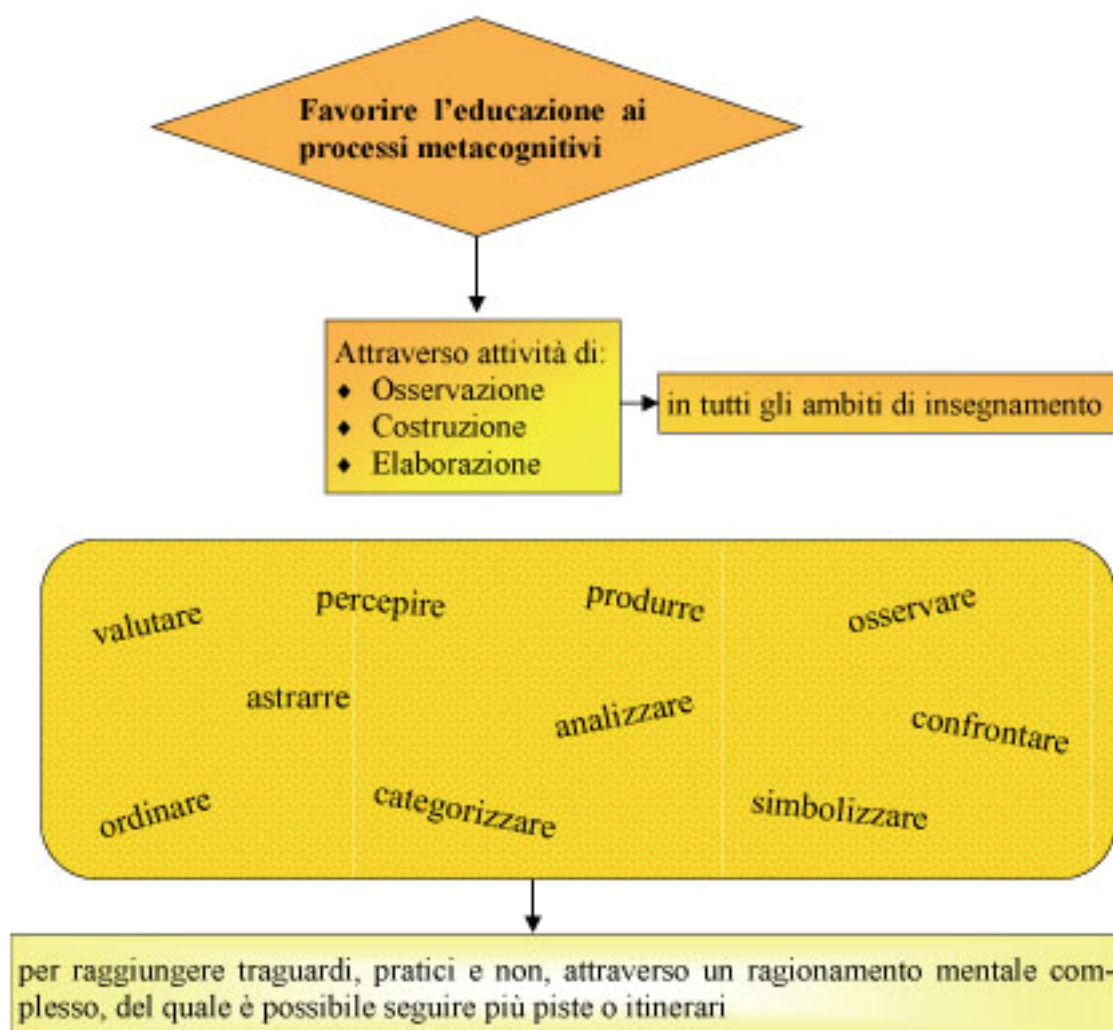 Favorire l'educazione ai
processi metacognitivi
Attraverso attività di:
♦ Osservazione
♦ Costruzione
♦ Elaborazione
in tutti gli ambiti di insegnamento
valutare
percepire
produrre
osservare
astrarre
analizzare
confrontare
ordinare
categorizzare
simbolizzare
per raggiungere traguardi, pratici e non, attraverso un ragionamento mentale com-
plesso, del quale è possibile seguire più piste o itinerari